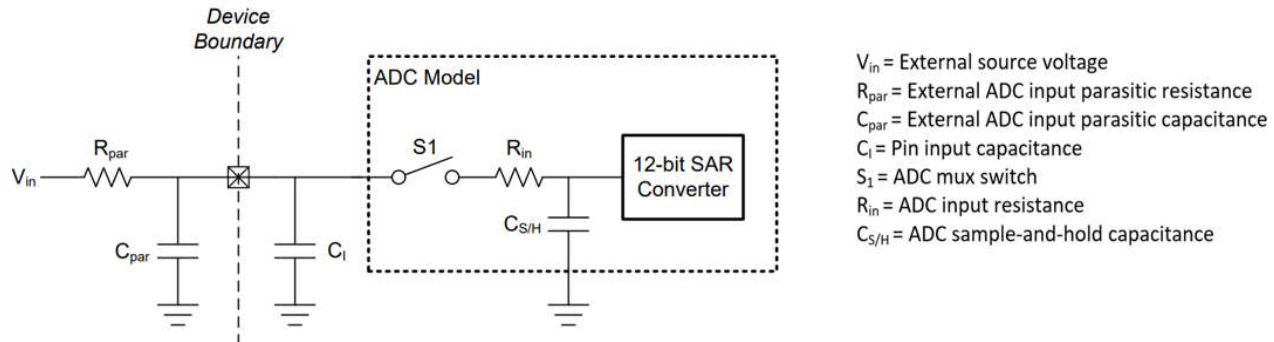 Device
Boundary
ADC Model
R_par
S1
R_in
V_in
12-bit SAR
Converter
C_S/H
C_par
C_I
V_in = External source voltage
R_par = External ADC input parasitic resistance
C_par = External ADC input parasitic capacitance
C_I = Pin input capacitance
S_1 = ADC mux switch
R_in = ADC input resistance
C_S/H = ADC sample-and-hold capacitance